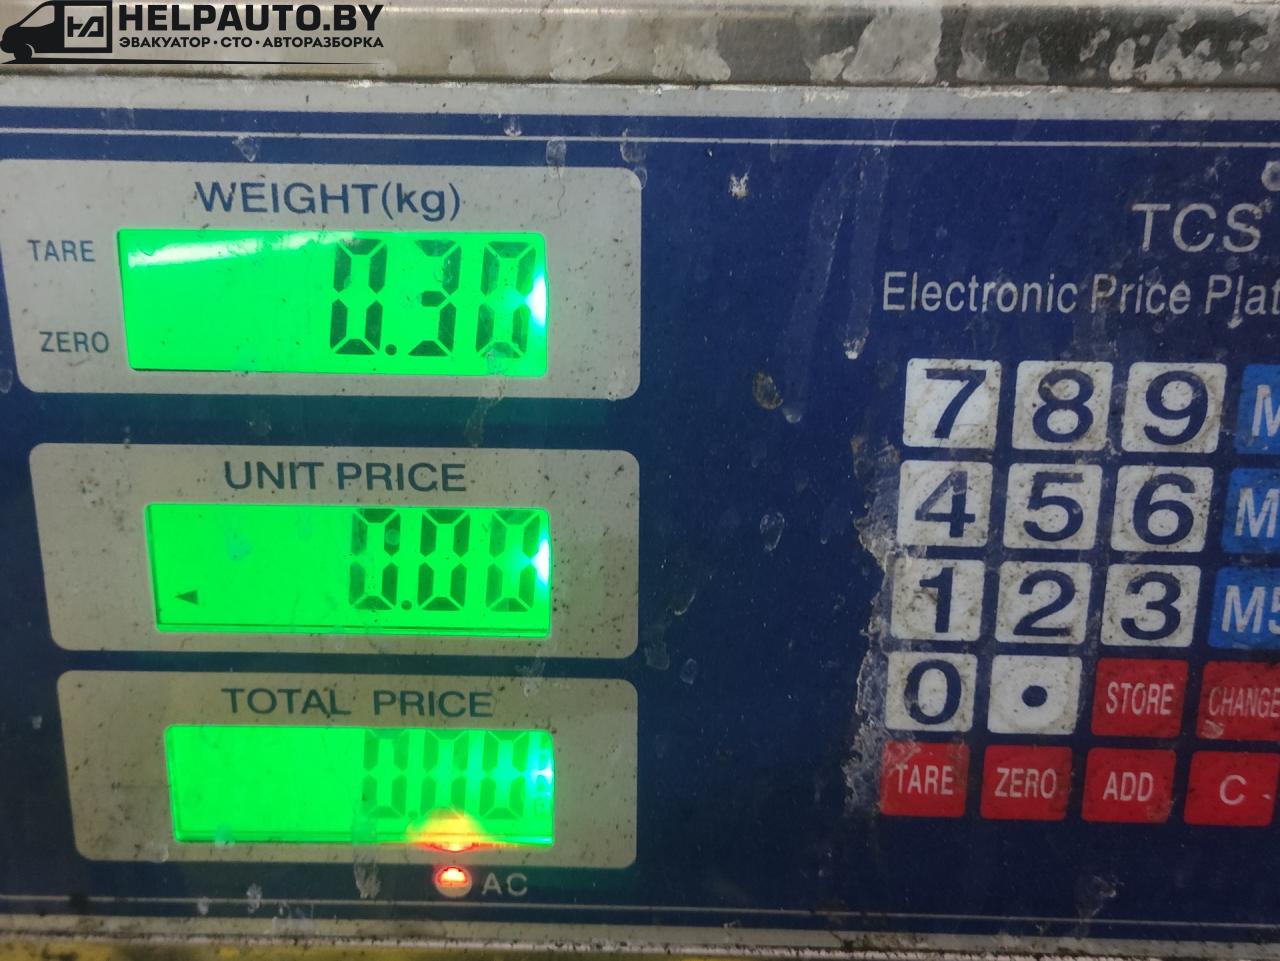 HELPAUTO.BY
ЭВАКУАТОР·СТО·АВТОРАЗБОРКА
WEIGHT(kg)
TARE
0.30
ZERO
UNIT PRICE
0.00
TOTAL PRICE
0.00
AC
TCS
Electronic Price Plat
7 8 9 M
4 5 6 M
1 2 3 M5
0 . STORE CHANGE
TARE ZERO ADD C